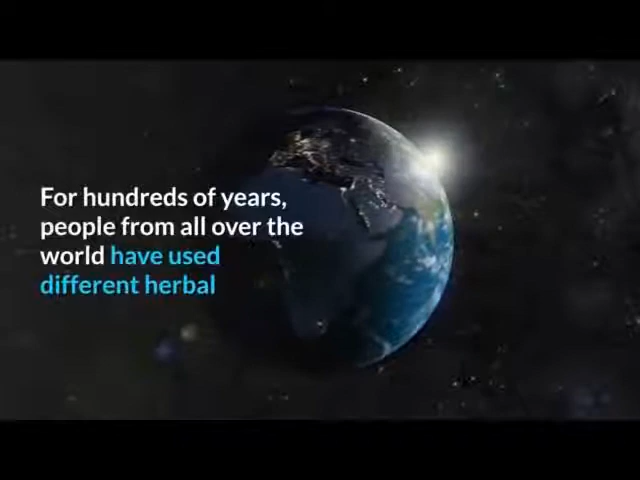 For hundreds of years,
people from all over the
world have used
different herbal